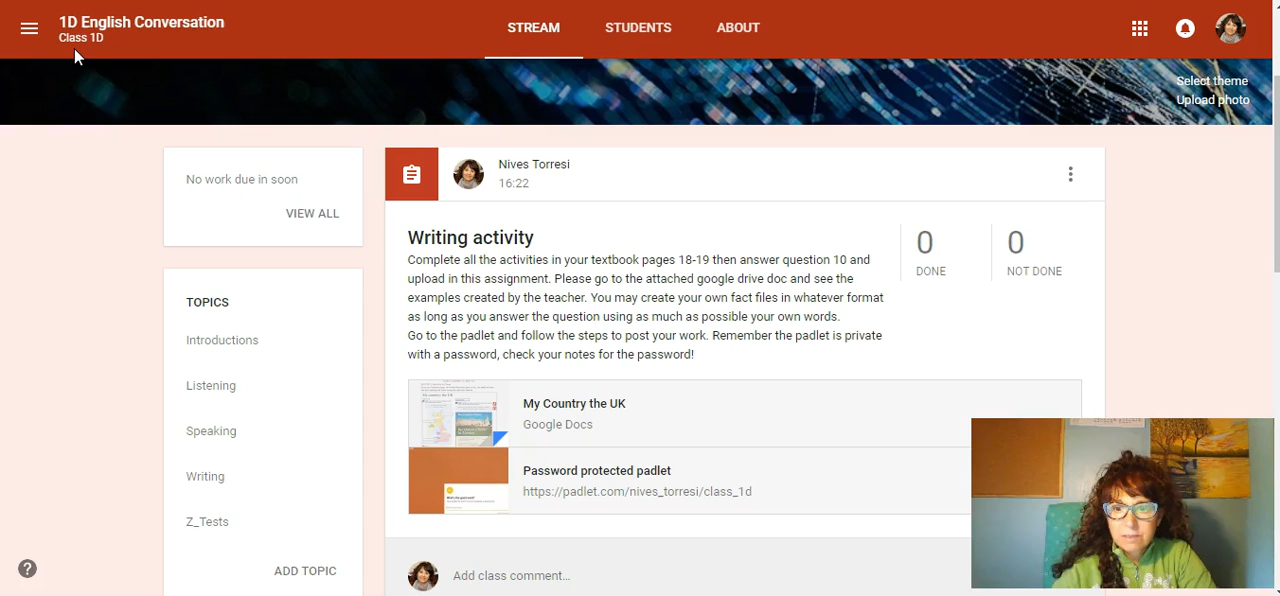 1D English Conversation
Class 1D
STREAM
STUDENTS
ABOUT
Select theme
Upload photo
No work due in soon
VIEW ALL
TOPICS
Introductions
Listening
Speaking
Writing
Z_Tests
ADD TOPIC
Nives Torresi
16:22
Writing activity
Complete all the activities in your textbook pages 18-19 then answer question 10 and
upload in this assignment. Please go to the attached google drive doc and see the
examples created by the teacher. You may create your own fact files in whatever format
as long as you answer the question using as much as possible your own words.
Go to the padlet and follow the steps to post your work. Remember the padlet is private
with a password, check your notes for the password!
0
DONE
0
NOT DONE
My Country the UK
Google Docs
Password protected padlet
https://padlet.com/nives_torresi/class_1d
Add class comment...
?